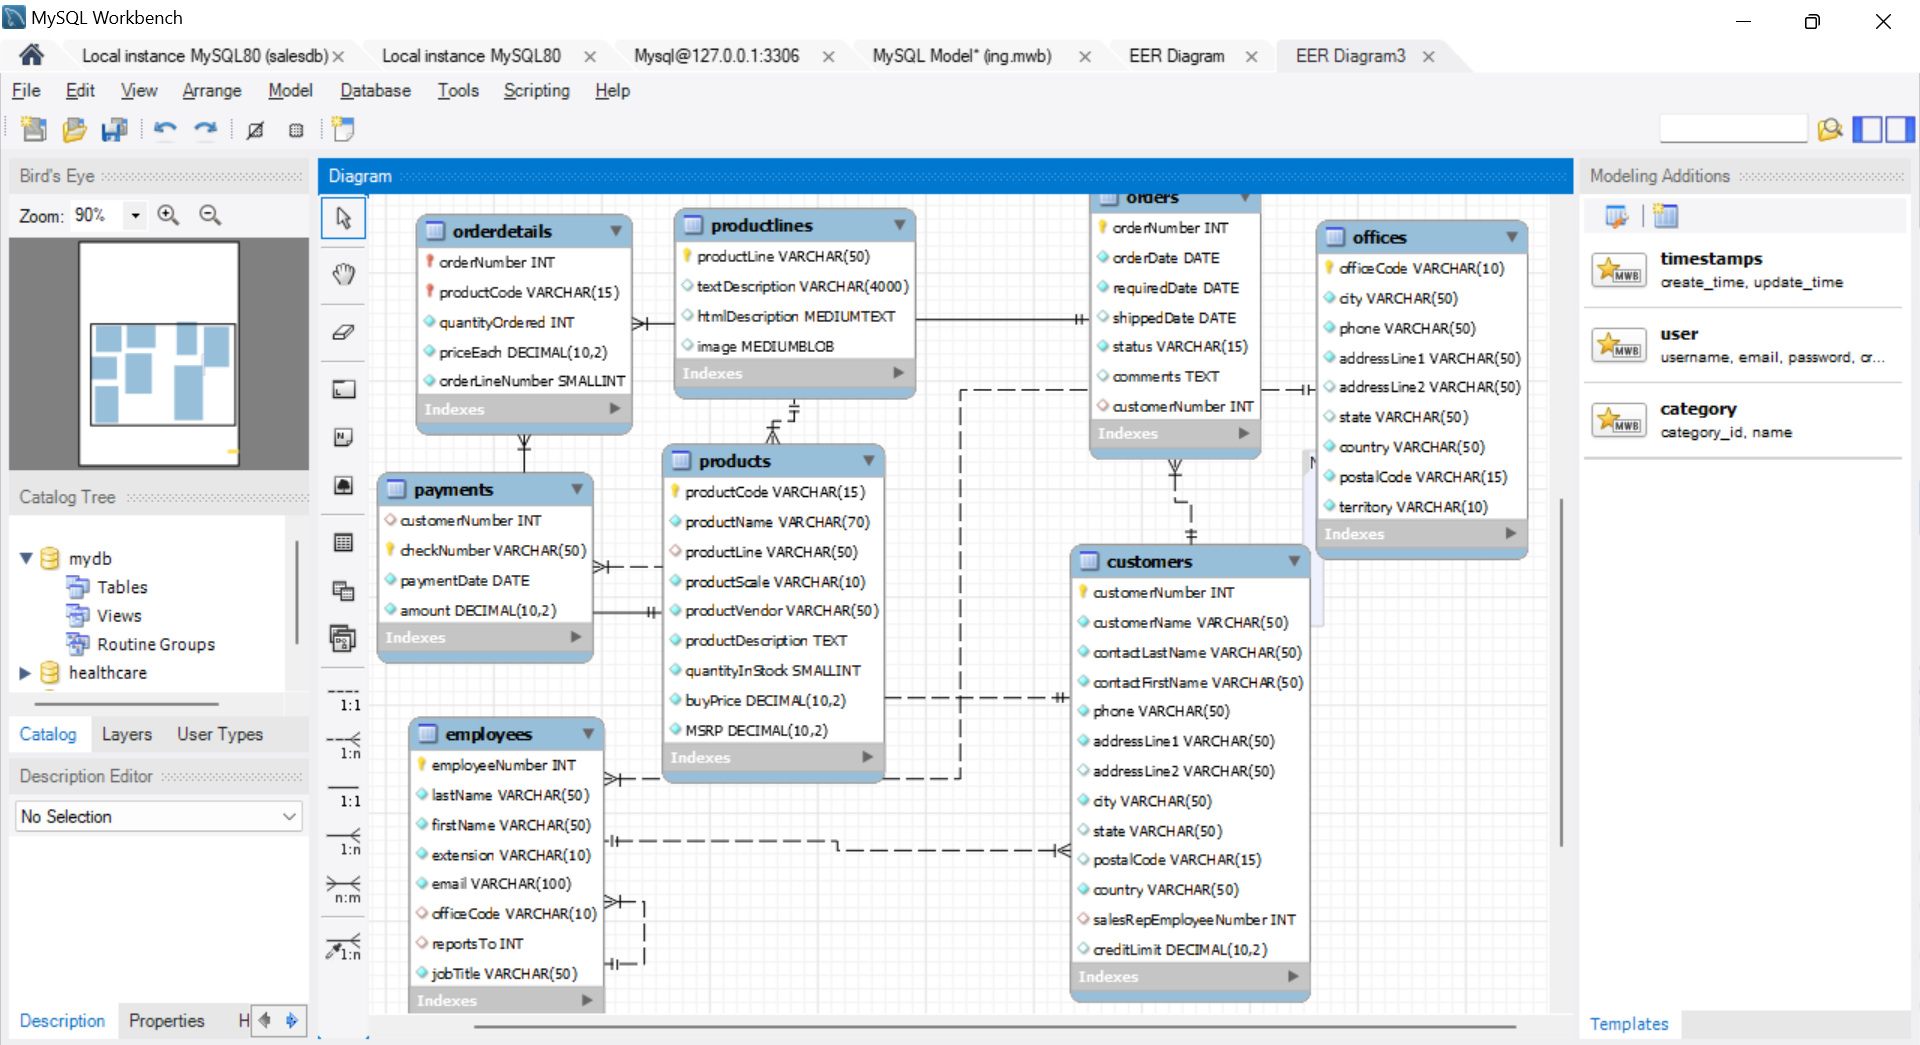 MySQL Workbench
Local instance MySQL80 (salesdb)
Local instance MySQL80
Mysql@127.0.0.1:3306
MySQL Model* (ing.mwb)
EER Diagram
EER Diagram3
File Edit View Arrange Model Database Tools Scripting Help
Bird's Eye
Zoom: 90%
Catalog Tree
mydb
Tables
Views
Routine Groups
healthcare
Catalog Layers User Types
Description Editor
No Selection
Description Properties H
Diagram
1:1
1:n
1:1
1:n
n:m
1:n
orderdetails
orderNumber INT
productCode VARCHAR(15)
quantityOrdered INT
priceEach DECIMAL(10,2)
orderLineNumber SMALLINT
Indexes
productlines
productLine VARCHAR(50)
textDescription VARCHAR(4000)
htmlDescription MEDIUMTEXT
image MEDIUMBLOB
Indexes
orders
orderNumber INT
orderDate DATE
requiredDate DATE
shippedDate DATE
status VARCHAR(15)
comments TEXT
customerNumber INT
Indexes
offices
officeCode VARCHAR(10)
city VARCHAR(50)
phone VARCHAR(50)
addressLine1 VARCHAR(50)
addressLine2 VARCHAR(50)
state VARCHAR(50)
country VARCHAR(50)
postalCode VARCHAR(15)
territory VARCHAR(10)
Indexes
N
payments
customerNumber INT
checkNumber VARCHAR(50)
paymentDate DATE
amount DECIMAL(10,2)
Indexes
products
productCode VARCHAR(15)
productName VARCHAR(70)
productLine VARCHAR(50)
productScale VARCHAR(10)
productVendor VARCHAR(50)
productDescription TEXT
quantityInStock SMALLINT
buyPrice DECIMAL(10,2)
MSRP DECIMAL(10,2)
Indexes
customers
customerNumber INT
customerName VARCHAR(50)
contactLastName VARCHAR(50)
contactFirstName VARCHAR(50)
phone VARCHAR(50)
addressLine1 VARCHAR(50)
addressLine2 VARCHAR(50)
city VARCHAR(50)
state VARCHAR(50)
postalCode VARCHAR(15)
country VARCHAR(50)
salesRepEmployeeNumber INT
creditLimit DECIMAL(10,2)
Indexes
employees
employeeNumber INT
lastName VARCHAR(50)
firstName VARCHAR(50)
extension VARCHAR(10)
email VARCHAR(100)
officeCode VARCHAR(10)
reportsTo INT
jobTitle VARCHAR(50)
Indexes
Modeling Additions
MWB
timestamps
create_time, update_time
MWB
user
username, email, password, cr...
MWB
category
category_id, name
Templates